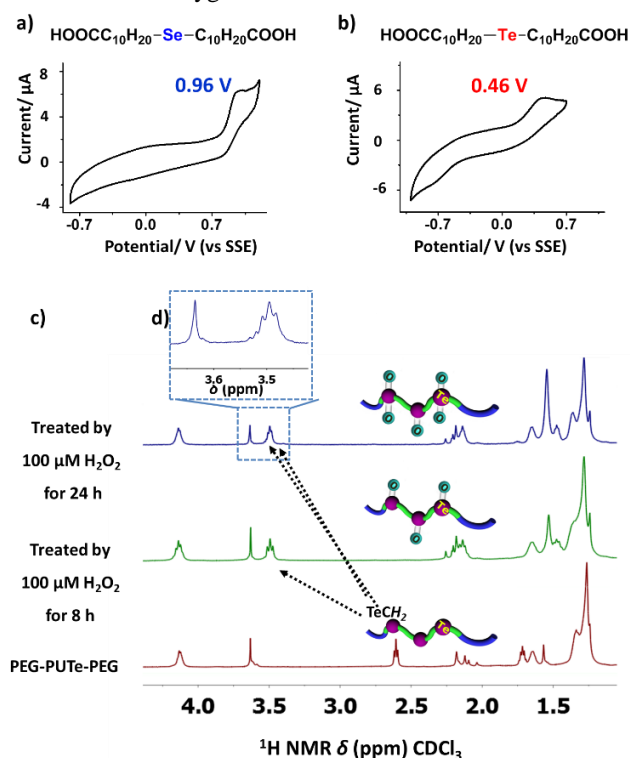 a)
HOOCC10H20–Se–C10H20COOH
0.96 V
Current/ μA
8
4
0
-4
-0.7 0.0 0.7
Potential/ V (vs SSE)
b)
HOOCC10H20–Te–C10H20COOH
0.46 V
Current/ μA
6
0
-6
-0.7 0.0 0.7
Potential/ V (vs SSE)
c) d)
3.6 3.5
δ (ppm)
Te
Treated by
100 μM H2O2
for 24 h
Te
Treated by
100 μM H2O2
for 8 h
TeCH2
Te
PEG-PUTe-PEG
4.0 3.5 3.0 2.5 2.0 1.5
1H NMR δ (ppm) CDCl3